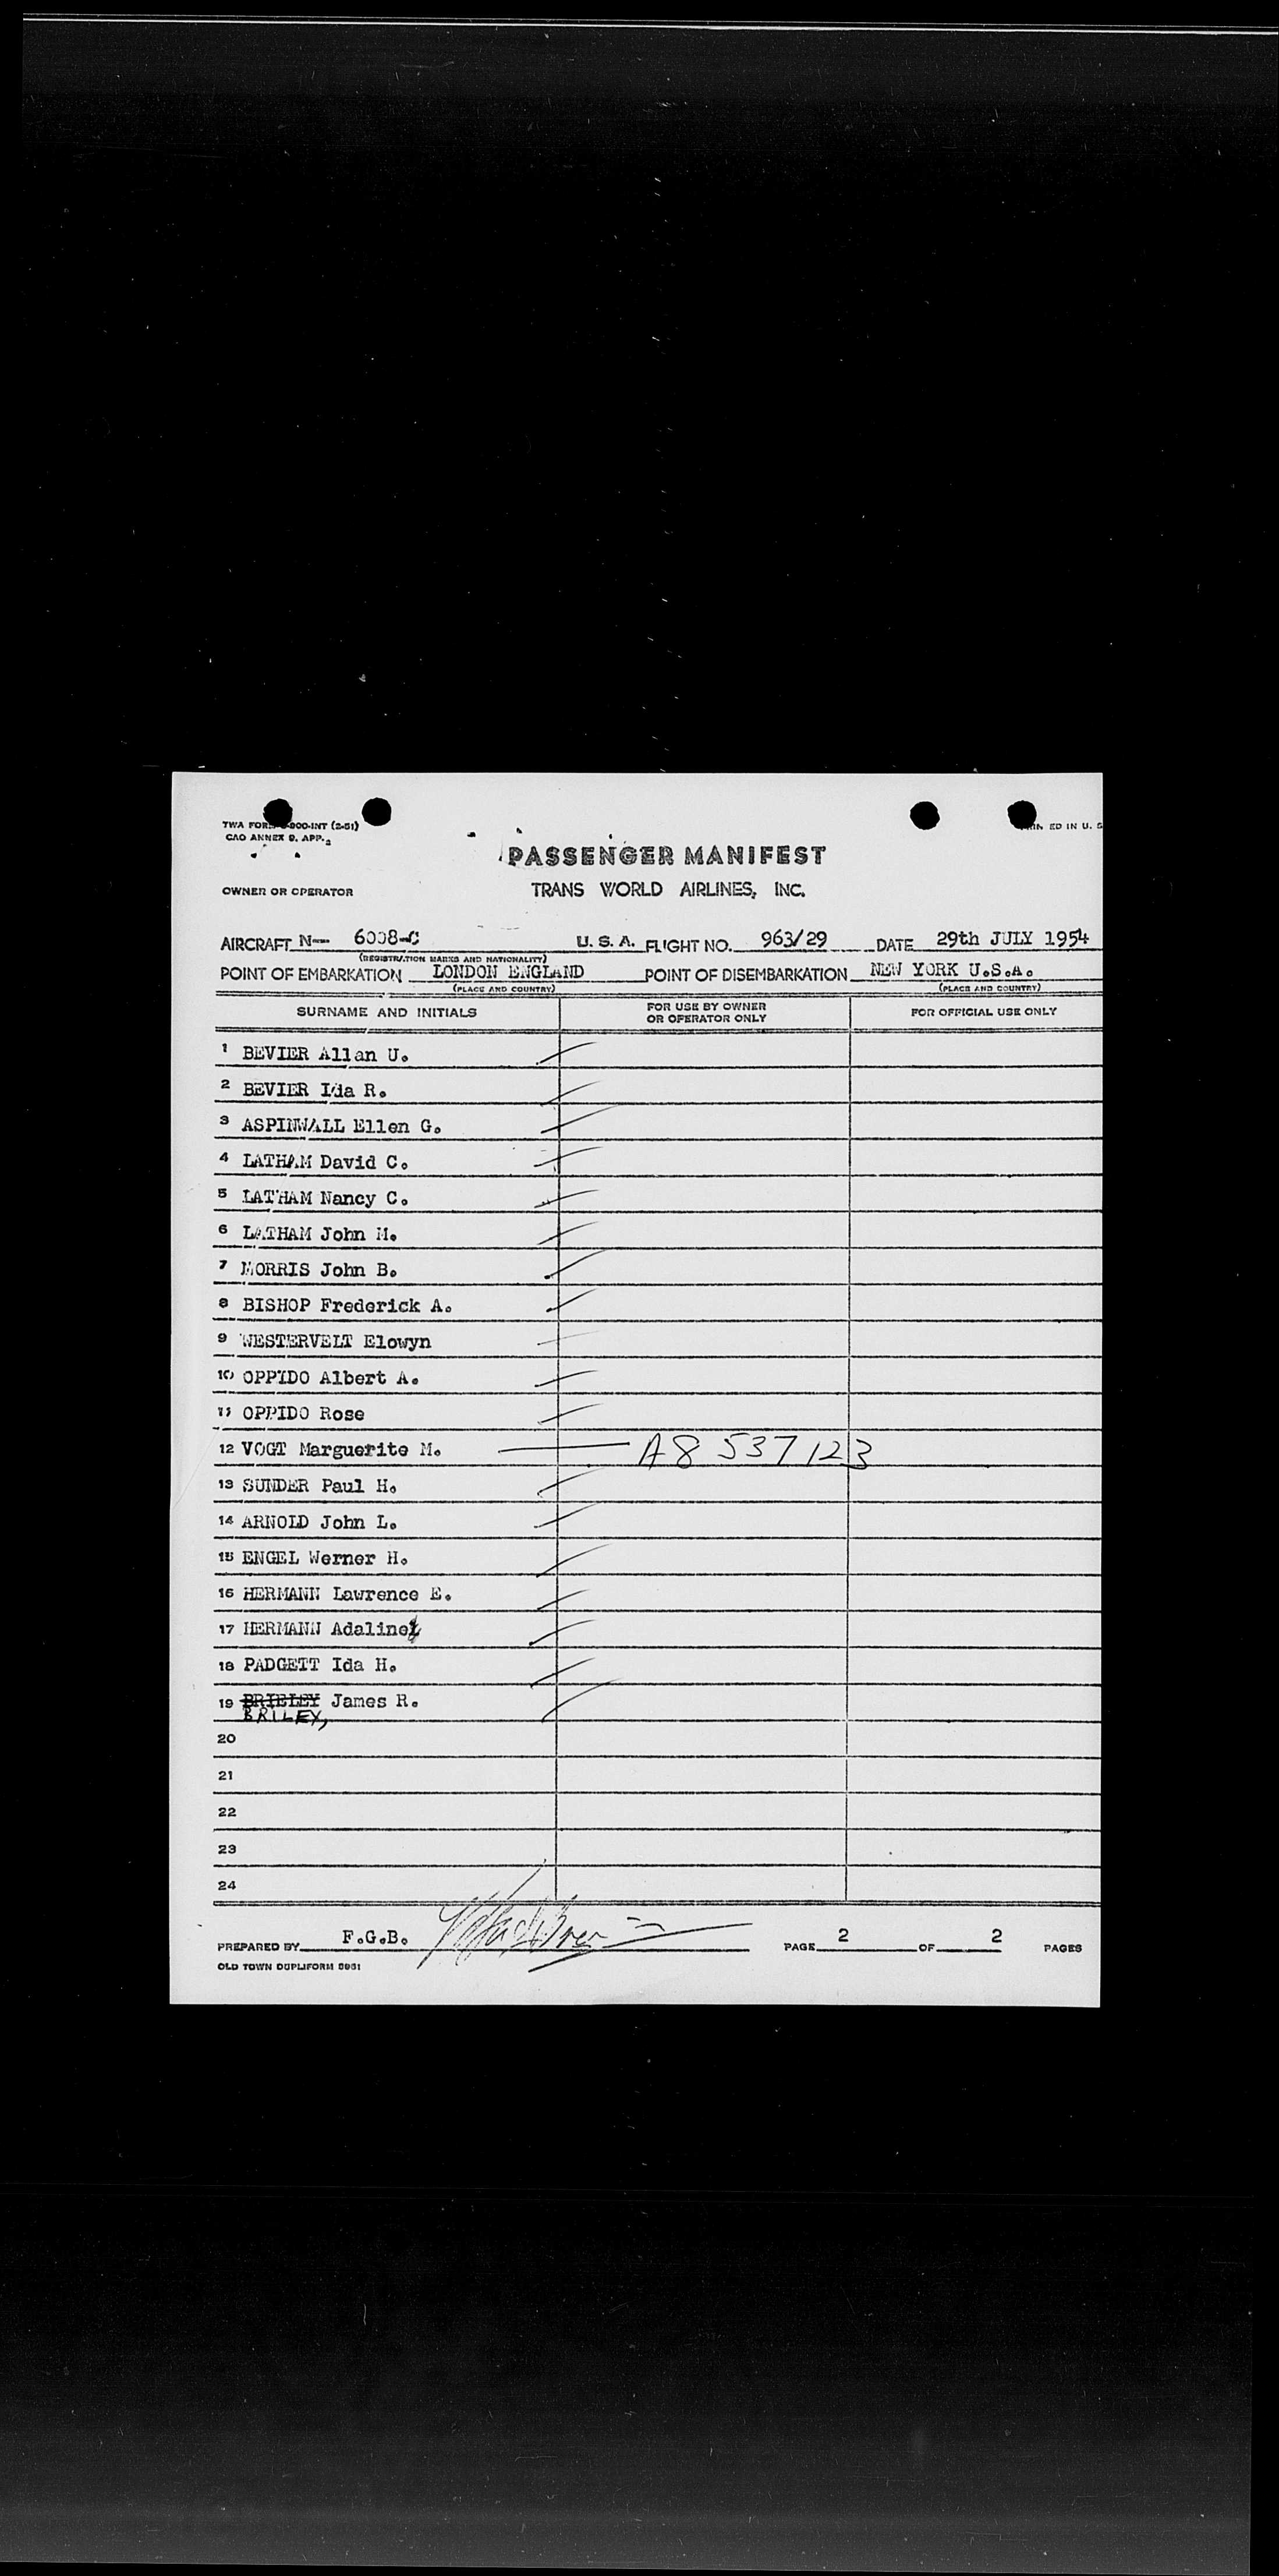 TWA FORM -900-INT (2-51)
CAO ANNEX 9, APP. 2
ED IN U. S
PASSENGER MANIFEST
OWNER OR OPERATOR TRANS WORLD AIRLINES, INC.
AIRCRAFT N-- 6008-C U. S. A. FLIGHT NO. 963/29 DATE 29th JULY 1954
(REGISTRATION MARKS AND NATIONALITY)
POINT OF EMBARKATION LONDON ENGLAND POINT OF DISEMBARKATION NEW YORK U.S.A.
(PLACE AND COUNTRY) (PLACE AND COUNTRY)
SURNAME AND INITIALS FOR USE BY OWNER OR OPERATOR ONLY FOR OFFICIAL USE ONLY
1 BEVIER Allan U.
2 BEVIER Ida R.
3 ASPINWALL Ellen G.
4 LATHAM David C.
5 LATHAM Nancy C.
6 LATHAM John M.
7 MORRIS John B.
8 BISHOP Frederick A.
9 WESTERVELT Elowyn
10 OPPIDO Albert A.
11 OPPIDO Rose
12 VOGT Marguerite M. A8 537 123
13 SUNDER Paul H.
14 ARNOLD John L.
15 ENGEL Werner H.
16 HERMANN Lawrence E.
17 HERMANN Adaline
18 PADGETT Ida H.
19 BRIELEY James R.
BRILEY,
20
21
22
23
24
PREPARED BY F.G.B. PAGE 2 OF 2 PAGES
OLD TOWN DUPLIFORM